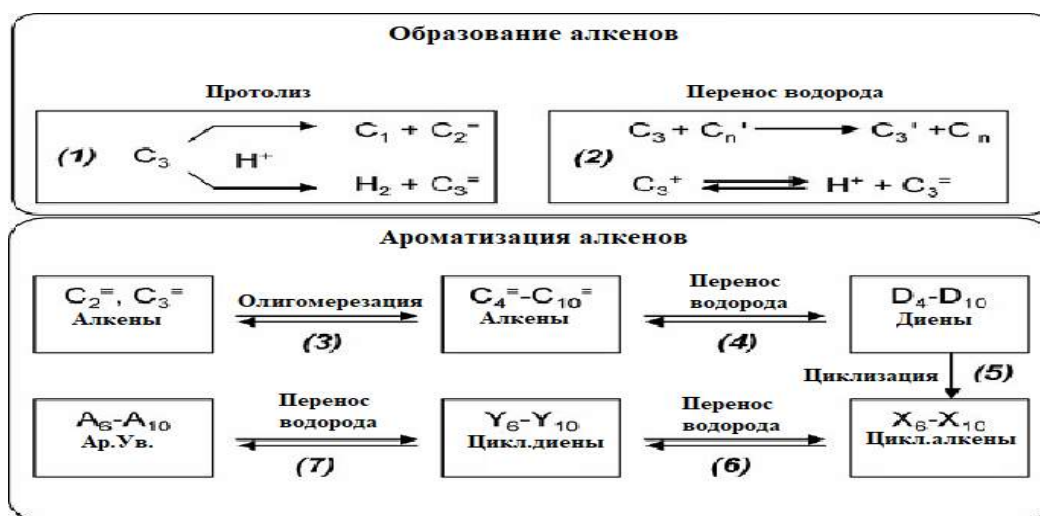 Образование алкенов
Протолиз
Перенос водорода
(1) C₃ H⁺ C₁ + C₂⁼
H₂ + C₃⁼
(2) C₃ + Cₙ' → C₃' + Cₙ
C₃⁺ ⇌ H⁺ + C₃⁼
Ароматизация алкенов
C₂⁼, C₃⁼
Алкены
Олигомерезация
(3)
C₄⁼-C₁₀⁼
Алкены
Перенос
водорода
(4)
D₄-D₁₀
Диены
Циклизация (5)
A₆-A₁₀
Ар.Ув.
Перенос
водорода
(7)
Y₆-Y₁₀
Цикл.диены
Перенос
водорода
(6)
X₆-X₁₀
Цикл.алкены